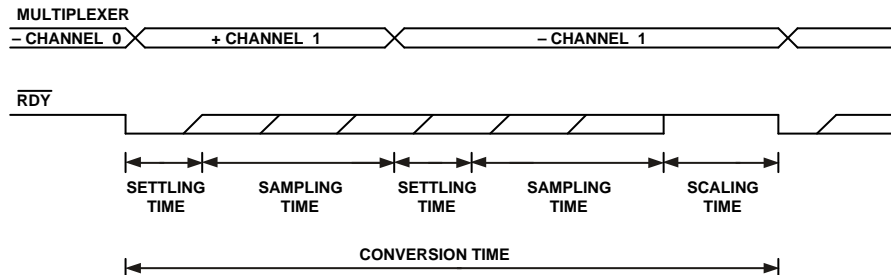 MULTIPLEXER
– CHANNEL 0 + CHANNEL 1 – CHANNEL 1
RDY
SETTLING TIME
SAMPLING TIME
SETTLING TIME
SAMPLING TIME
SCALING TIME
CONVERSION TIME